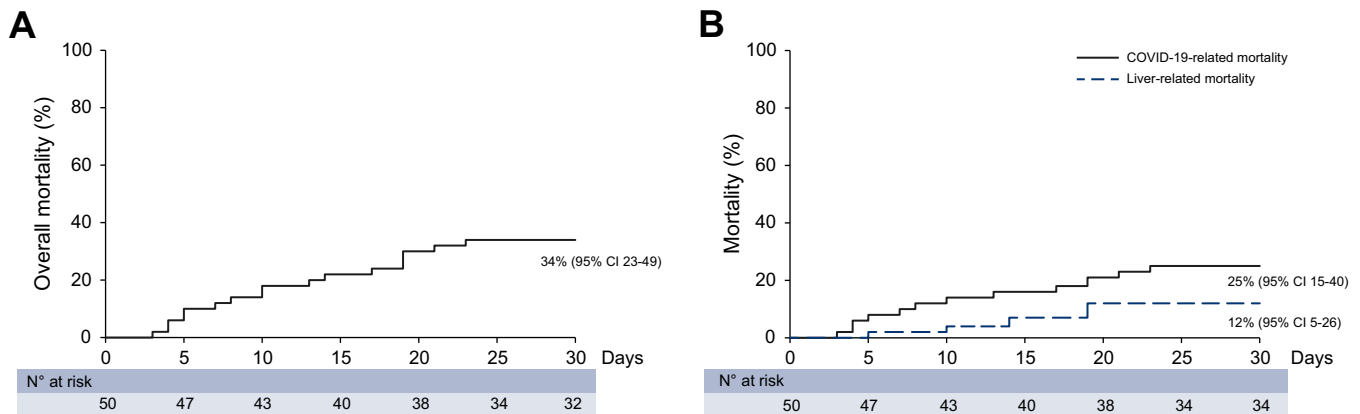 A
Overall mortality (%)
100
80
60
40
20
0
34% (95% CI 23-49)
0 5 10 15 20 25 30 Days
N° at risk
50 47 43 40 38 34 32
B
Mortality (%)
100
80
60
40
20
0
COVID-19-related mortality
Liver-related mortality
25% (95% CI 15-40)
12% (95% CI 5-26)
0 5 10 15 20 25 30 Days
N° at risk
50 47 43 40 38 34 34